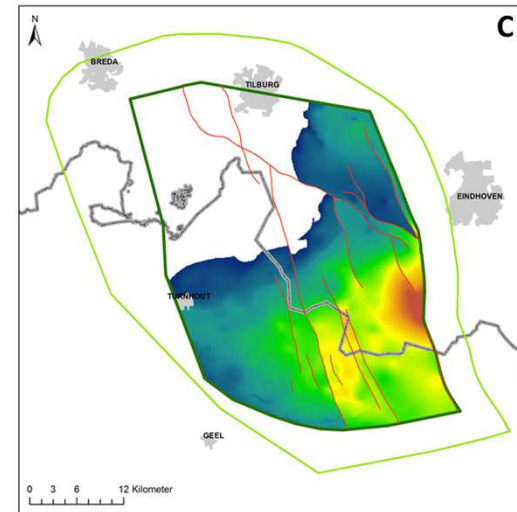 C
N
BREDA
TILBURG
EINDHOVEN
TURNHOUT
GEEL
0 3 6 12 Kilometer